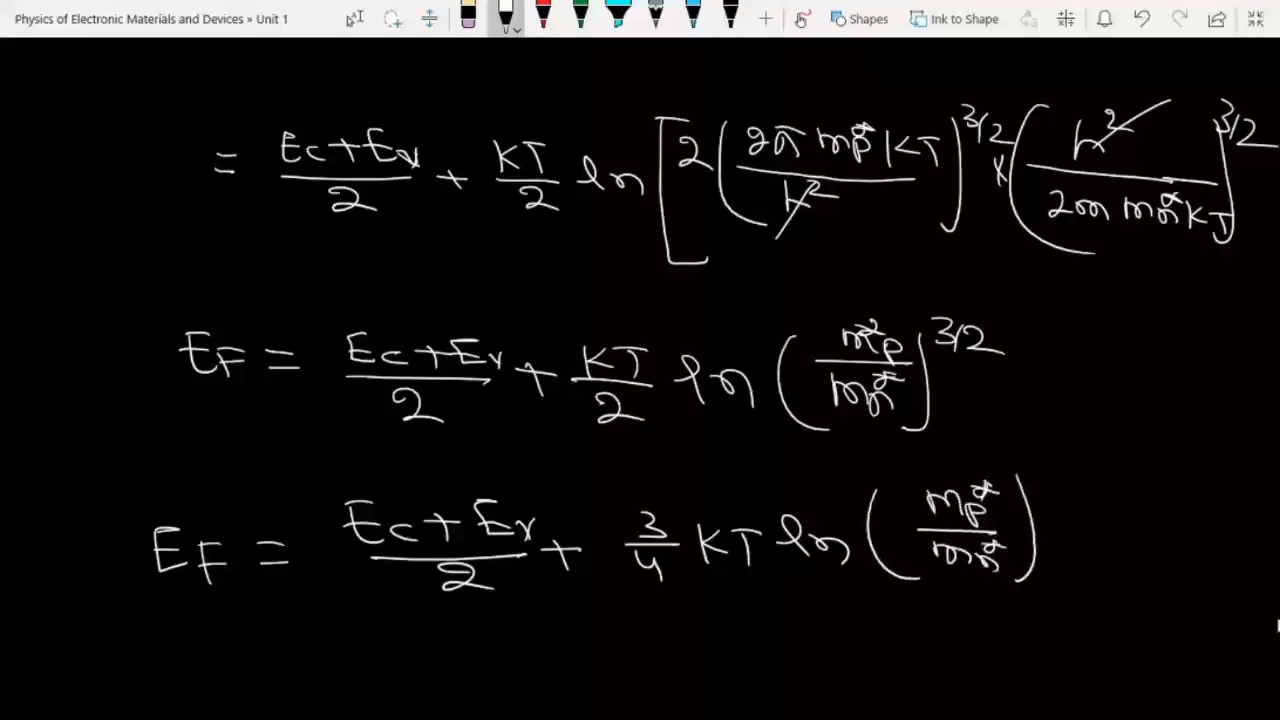 Physics of Electronic Materials and Devices » Unit 1
Shapes
Ink to Shape
= (Ec+Ev)/2 + KT/2 ln [2 (2π mp* KT / h²)^3/2 × (h² / 2π mn* KT)^3/2
EF = (Ec+Ev)/2 + KT/2 ln (m*p / mn*)^3/2
EF = (Ec+Ev)/2 + 3/4 KT ln (mp* / mn*)